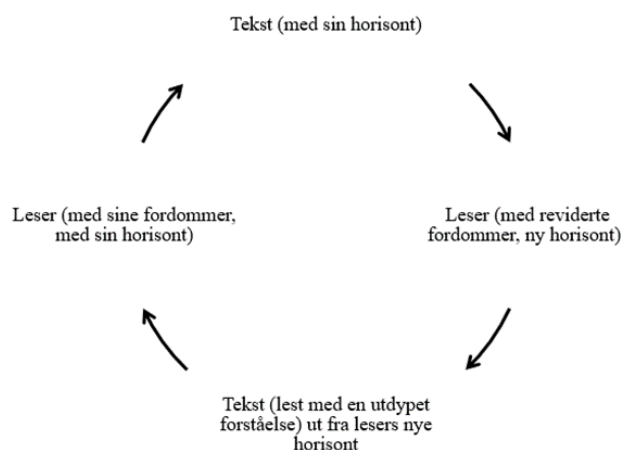 Tekst (med sin horisont)
Leser (med sine fordommer,
med sin horisont)
Leser (med reviderte
fordommer, ny horisont)
Tekst (lest med en utdypet
forståelse) ut fra lesers nye
horisont